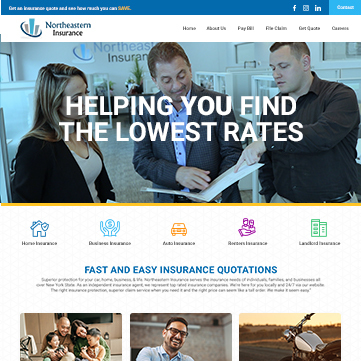 Get an insurance quote and see how much you can SAVE.
Contact
Northeastern
Insurance
Home
About Us
Pay Bill
File Claim
Get Quote
Careers
Northeastern
Insurance
HELPING YOU FIND
THE LOWEST RATES
Home Insurance
Business Insurance
Auto Insurance
Renters Insurance
Landlord Insurance
FAST AND EASY INSURANCE QUOTATIONS
Superior protection for your car, home, business, & life. Northeastern Insurance serves the insurance needs of individuals, families, and businesses all
over New York State. As an independent insurance agent, we represent top rated insurance companies. We're here for you locally and 24/7 via our website.
The right insurance protection, superior claim service when you need it and the right price can seem like a tall order. We make it seem easy."